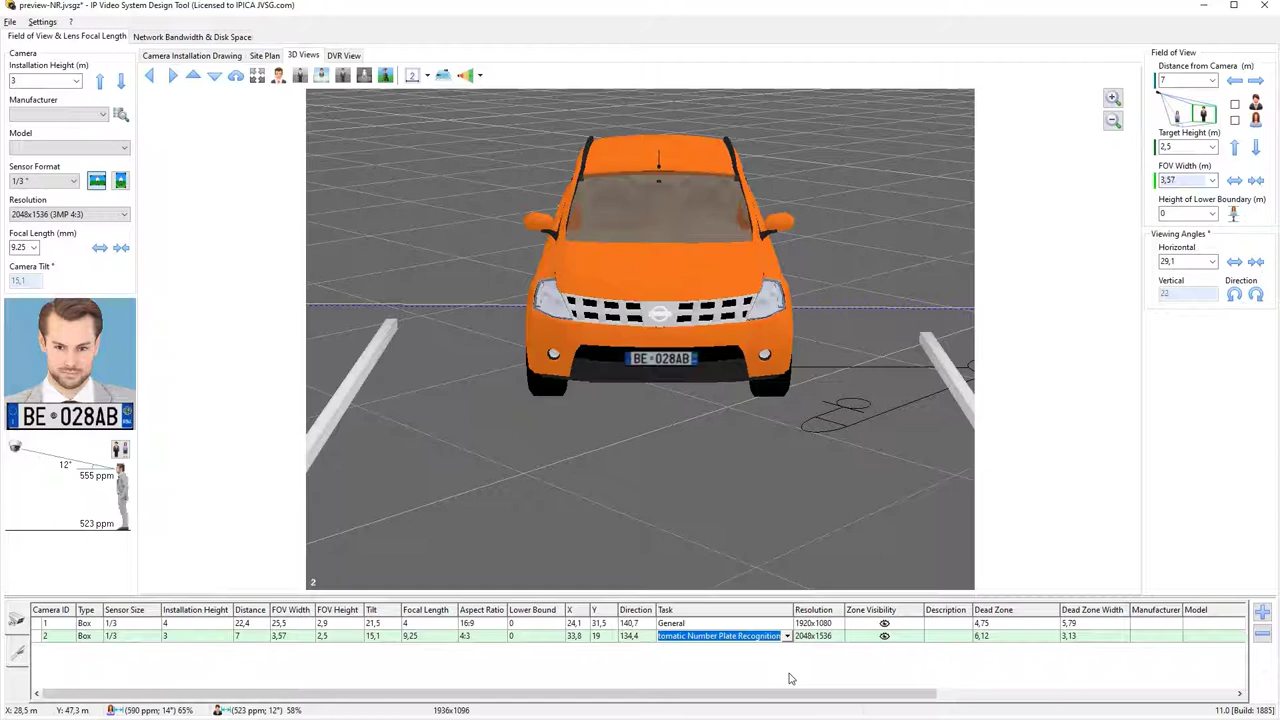 preview-NR.jvsgz* - IP Video System Design Tool (Licensed to IPICA JVSG.com)
File Settings ?
Field of View & Lens Focal Length Network Bandwidth & Disk Space
Camera
Installation Height (m)
3
Manufacturer
Model
Sensor Format
1/3 "
Resolution
2048x1536 (3MP 4:3)
Focal Length (mm)
9.25
Camera Tilt *
15,1
BE 028AB
12°
555 ppm
523 ppm
Camera Installation Drawing Site Plan 3D Views DVR View
2
BE 028AB
2
Field of View
Distance from Camera (m)
7
Target Height (m)
2,5
FOV Width (m)
3,57
Height of Lower Boundary (m)
0
Viewing Angles *
Horizontal
29,1
Vertical Direction
22
Camera ID Type Sensor Size Installation Height Distance FOV Width FOV Height Tilt Focal Length Aspect Ratio Lower Bound X Y Direction Task Resolution Zone Visibility Description Dead Zone Dead Zone Width Manufacturer Model
1 Box 1/3 4 22,4 25,5 2,9 21,5 4 16:9 0 24,1 31,5 140,7 General 1920x1080 4,75 5,79
2 Box 1/3 3 7 3,57 2,5 15,1 9,25 4:3 0 33,8 19 134,4 tomatic Number Plate Recognition 2048x1536 6,12 3,13
X: 28,5 m Y: 47,3 m (590 ppm; 14°) 65% (523 ppm; 12°) 58% 1936x1096 11.0 [Build: 1885]